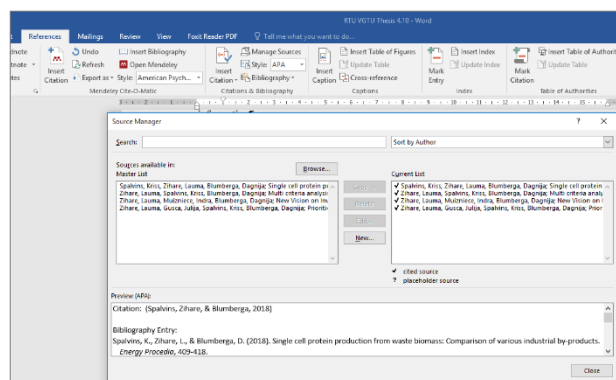 RTU VGTU Thesis 4.10 - Word
References Mailings Review View Foxit Reader PDF Tell me what you want to do...
Undo Insert Bibliography Manage Sources Insert Table of Figures Insert Index Insert Table of Authorit
Refresh Open Mendeley Style: APA Update Table Update Index Update Table
Insert Citation Export as Style: American Psych... Insert Citation Bibliography Insert Caption Cross-reference Mark Entry Mark Citation
Mendeley Cite-O-Matic Citations & Bibliography Captions Index Table of Authorities
Source Manager ? ×
Search: Sort by Author
Sources available in:
Master List Browse... Current List
Spalvins, Kriss, Zihare, Lauma, Blumberga, Dagnija; Single cell protein pr
Zihare, Lauma, Spalvins, Kriss, Blumberga, Dagnija; Multi criteria analysi
Zihare, Lauma, Muizniece, Indra, Blumberga, Dagnija; New Vision on Inv
Zihare, Lauma, Gusca, Julija, Spalvins, Kriss, Blumberga, Dagnija; Prioriti
Copy
Delete
Edit
New...
✓ Spalvins, Kriss, Zihare, Lauma, Blumberga, Dagnija; Single cell protein
✓ Zihare, Lauma, Spalvins, Kriss, Blumberga, Dagnija; Multi criteria analy
✓ Zihare, Lauma, Muizniece, Indra, Blumberga, Dagnija; New Vision on I
✓ Zihare, Lauma, Gusca, Julija, Spalvins, Kriss, Blumberga, Dagnija; Prior
✓ cited source
? placeholder source
Preview (APA):
Citation: (Spalvins, Zihare, & Blumberga, 2018)
Bibliography Entry:
Spalvins, K., Zihare, L., & Blumberga, D. (2018). Single cell protein production from waste biomass: Comparison of various industrial by-products.
Energy Procedia, 409-418.
Close